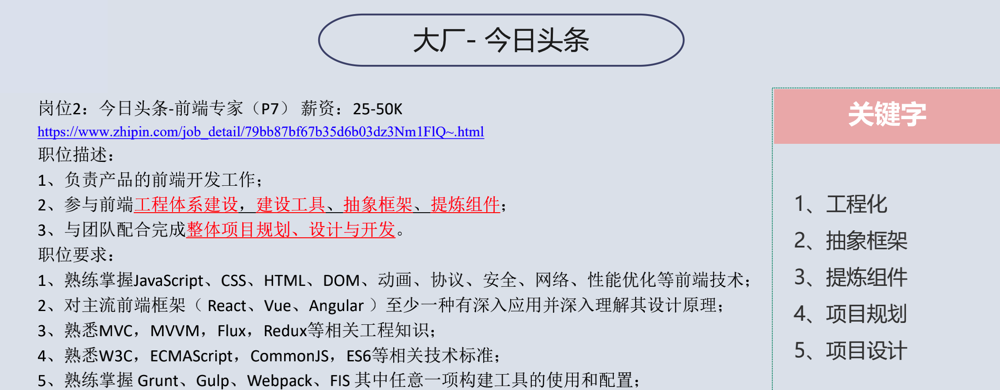 大厂- 今日头条
岗位2：今日头条-前端专家（P7） 薪资：25-50K
https://www.zhipin.com/job_detail/79bb87bf67b35d6b03dz3Nm1FlQ~.html
职位描述：
1、负责产品的前端开发工作；
2、参与前端工程体系建设，建设工具、抽象框架、提炼组件；
3、与团队配合完成整体项目规划、设计与开发。
职位要求：
1、熟练掌握JavaScript、CSS、HTML、DOM、动画、协议、安全、网络、性能优化等前端技术；
2、对主流前端框架（ React、Vue、Angular ）至少一种有深入应用并深入理解其设计原理；
3、熟悉MVC，MVVM，Flux，Redux等相关工程知识；
4、熟悉W3C，ECMAScript，CommonJS，ES6等相关技术标准；
5、熟练掌握 Grunt、Gulp、Webpack、FIS 其中任意一项构建工具的使用和配置；
关键字
1、工程化
2、抽象框架
3、提炼组件
4、项目规划
5、项目设计